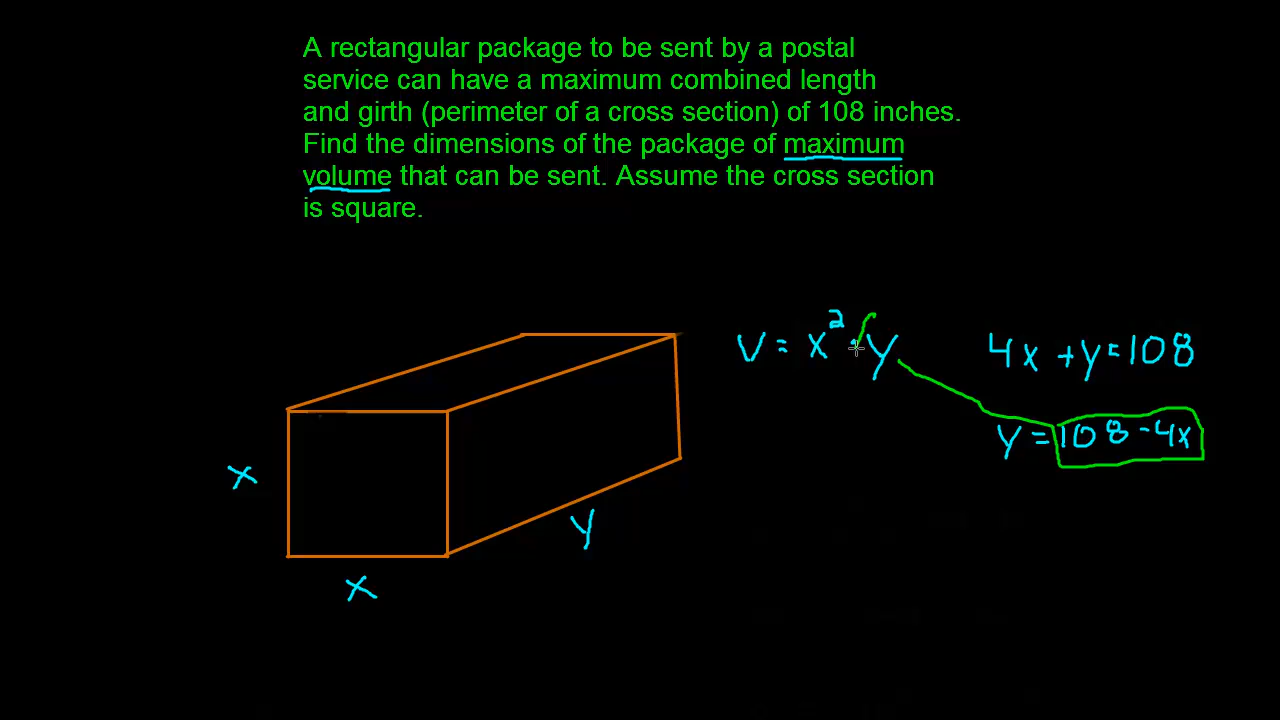 A rectangular package to be sent by a postal
service can have a maximum combined length
and girth (perimeter of a cross section) of 108 inches.
Find the dimensions of the package of maximum
volume that can be sent. Assume the cross section
is square.
V = x² · y
4x + y = 108
y = 108 - 4x
x
y
x